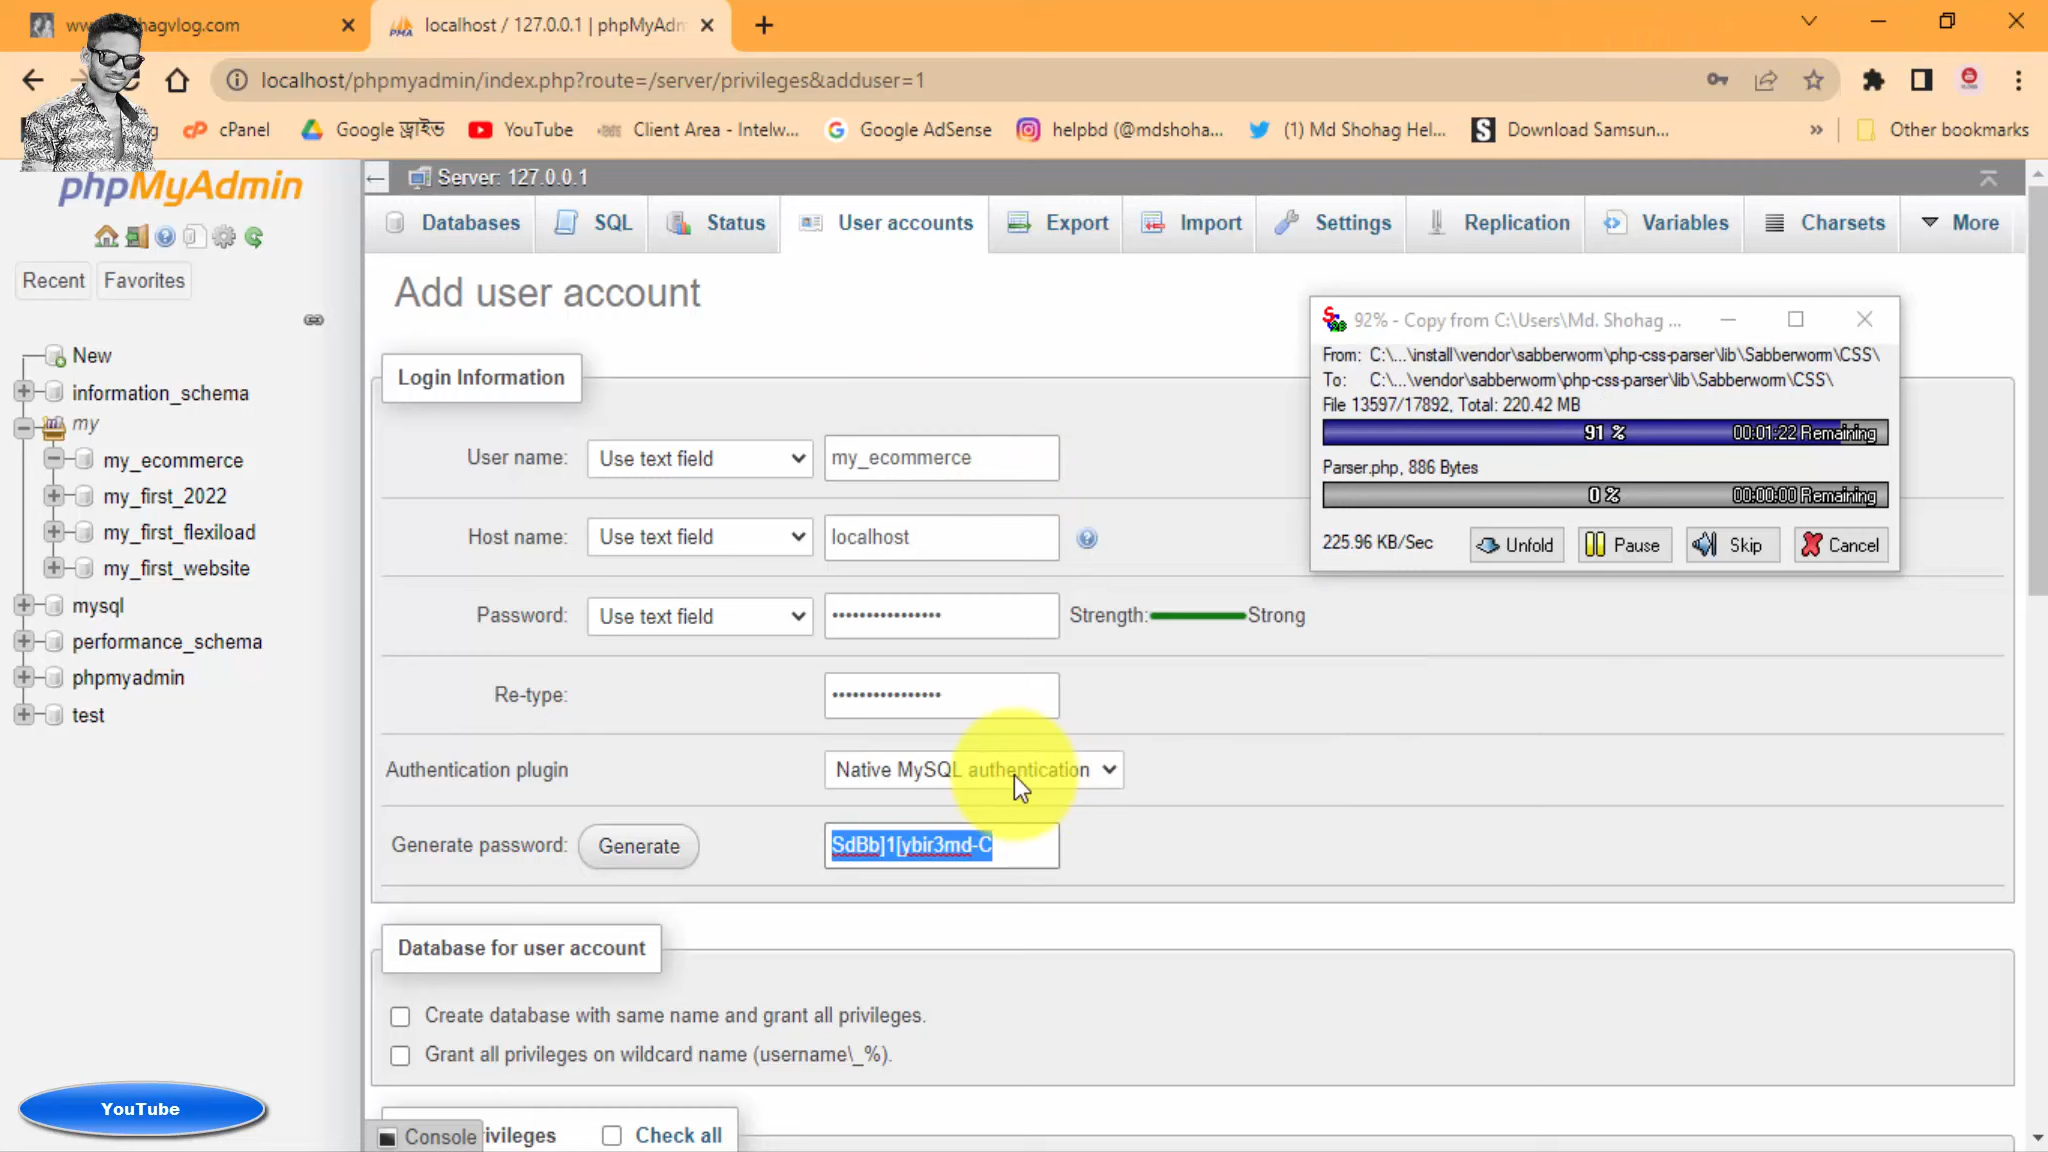 hagvlog.com
localhost / 127.0.0.1 | phpMyAdm
localhost/phpmyadmin/index.php?route=/server/privileges&adduser=1
cPanel
Google ড্রাইভ
YouTube
Client Area - Intelw...
Google AdSense
helpbd (@mdshoha...
(1) Md Shohag Hel...
Download Samsun...
»
Other bookmarks
phpMyAdmin
Recent
Favorites
New
information_schema
my
my_ecommerce
my_first_2022
my_first_flexiload
my_first_website
mysql
performance_schema
phpmyadmin
test
YouTube
Server: 127.0.0.1
Databases
SQL
Status
User accounts
Export
Import
Settings
Replication
Variables
Charsets
More
Add user account
Login Information
User name:
Use text field
my_ecommerce
Host name:
Use text field
localhost
Password:
Use text field
••••••••••••••••
Strength:
Strong
Re-type:
••••••••••••••••
Authentication plugin
Native MySQL authentication
Generate password:
Generate
SdBb]1[ybir3md-C
Database for user account
Create database with same name and grant all privileges.
Grant all privileges on wildcard name (username\_%).
Console
ivileges
Check all
92% - Copy from C:\Users\Md. Shohag ...
From: C:\...\install\vendor\sabberworm\php-css-parser\lib\Sabberworm\CSS\
To: C:\...\vendor\sabberworm\php-css-parser\lib\Sabberworm\CSS\
File 13597/17892, Total: 220.42 MB
91 %
00:01:22 Remaining
Parser.php, 886 Bytes
0 %
00:00:00 Remaining
225.96 KB/Sec
Unfold
Pause
Skip
Cancel